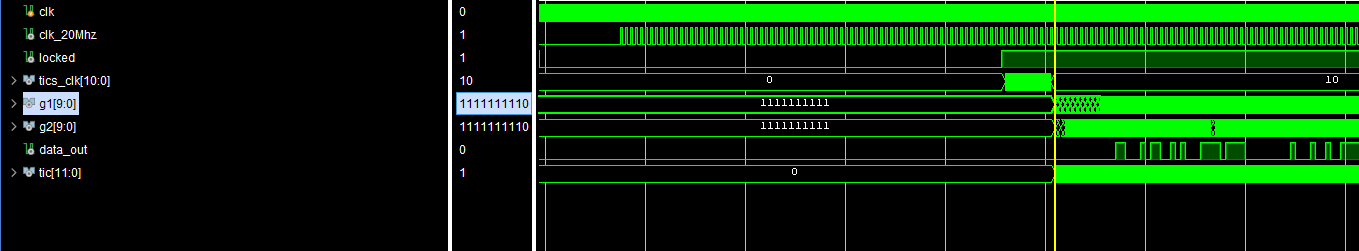 clk 0
clk_20Mhz 1
locked 1
tics_clk[10:0] 10 0 10
g1[9:0] 1111111110 1111111111
g2[9:0] 1111111110 1111111111
data_out 0
tic[11:0] 1 0